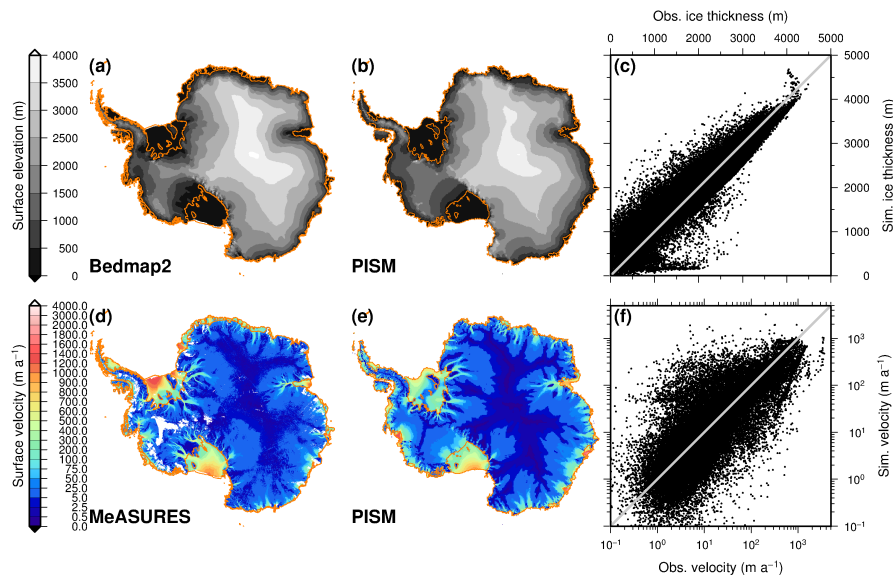 Obs. ice thickness (m)
0 1000 2000 3000 4000 5000
(a)
(b)
(c)
Surface elevation (m)
4000
3500
3000
2500
2000
1500
1000
500
0
Bedmap2
PISM
5000
4000
3000
2000
1000
0
Sim. ice thickness (m)
(d)
(e)
(f)
Surface velocity (m a⁻¹)
4000.0
3000.0
2000.0
1800.0
1600.0
1400.0
1200.0
1000.0
900.0
800.0
700.0
600.0
500.0
400.0
300.0
200.0
100.0
75.0
50.0
25.0
10.0
7.5
5.0
2.5
1.0
0.5
0.0
MeASURES
PISM
10³
10²
10¹
10⁰
10⁻¹
Sim. velocity (m a⁻¹)
10⁻¹ 10⁰ 10¹ 10² 10³
Obs. velocity (m a⁻¹)